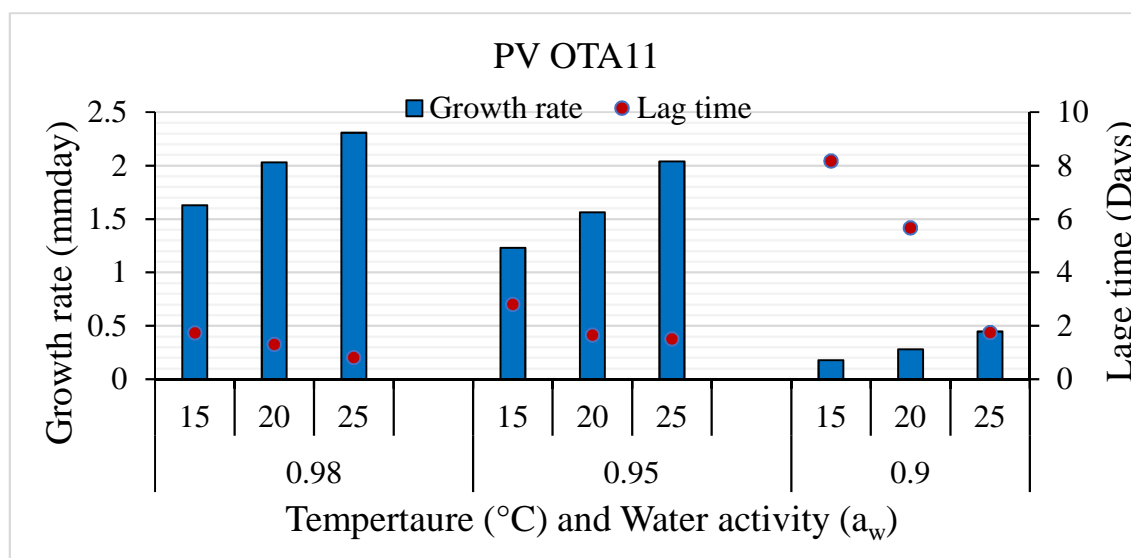 PV OTA11
Growth rate
Lag time
Growth rate (mmday)
2.5
2
1.5
1
0.5
0
10
8
6
4
2
0
Lage time (Days)
15 20 25 15 20 25 15 20 25
0.98 0.95 0.9
Tempertaure (°C) and Water activity (aw)